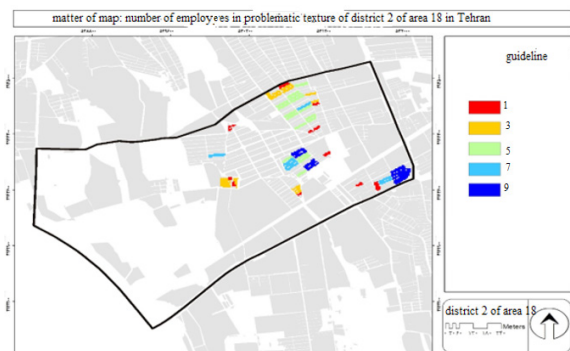 matter of map: number of employees in problematic texture of district 2 of area 18 in Tehran
guideline
1
3
5
7
9
district 2 of area 18
Meters